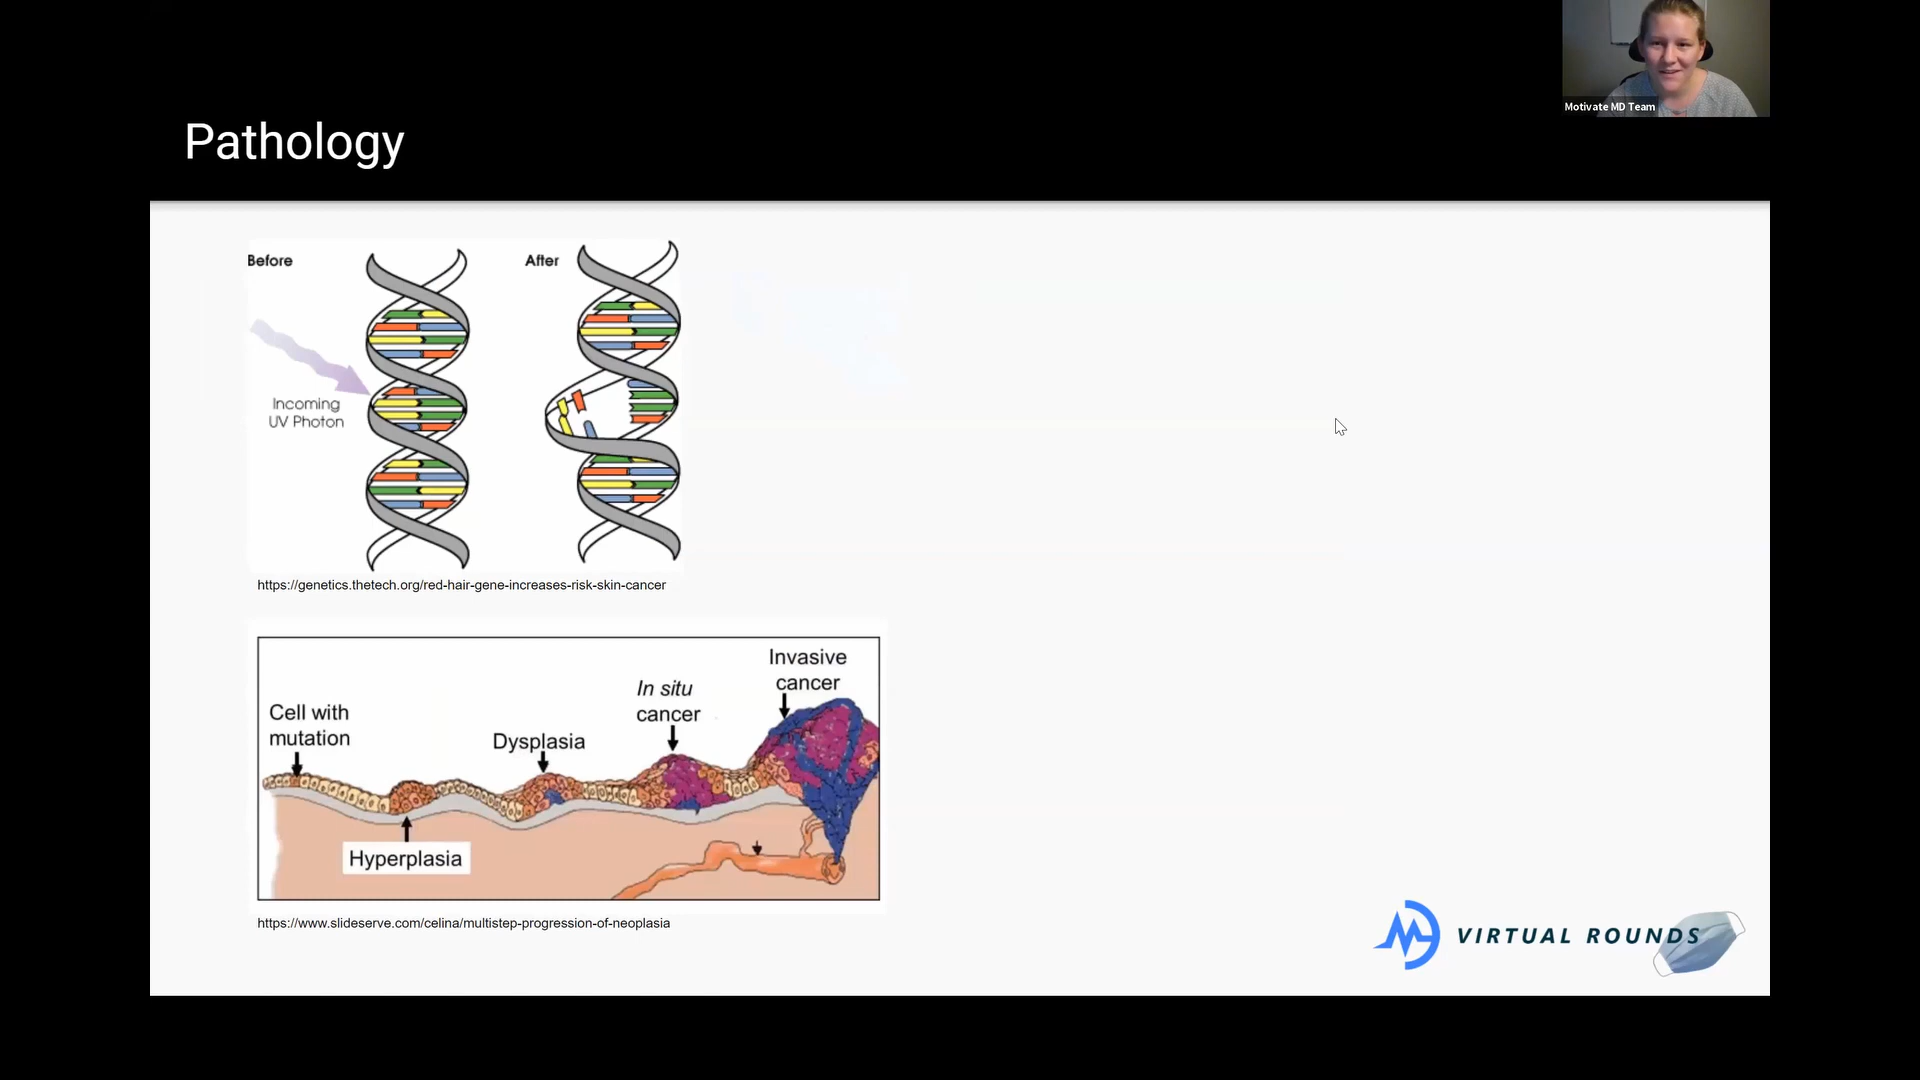 Motivate MD Team
Pathology
Before
After
Incoming
UV Photon
https://genetics.thetech.org/red-hair-gene-increases-risk-skin-cancer
Invasive
cancer
In situ
cancer
Cell with
mutation
Dysplasia
Hyperplasia
https://www.slideserve.com/celina/multistep-progression-of-neoplasia
VIRTUAL ROUNDS